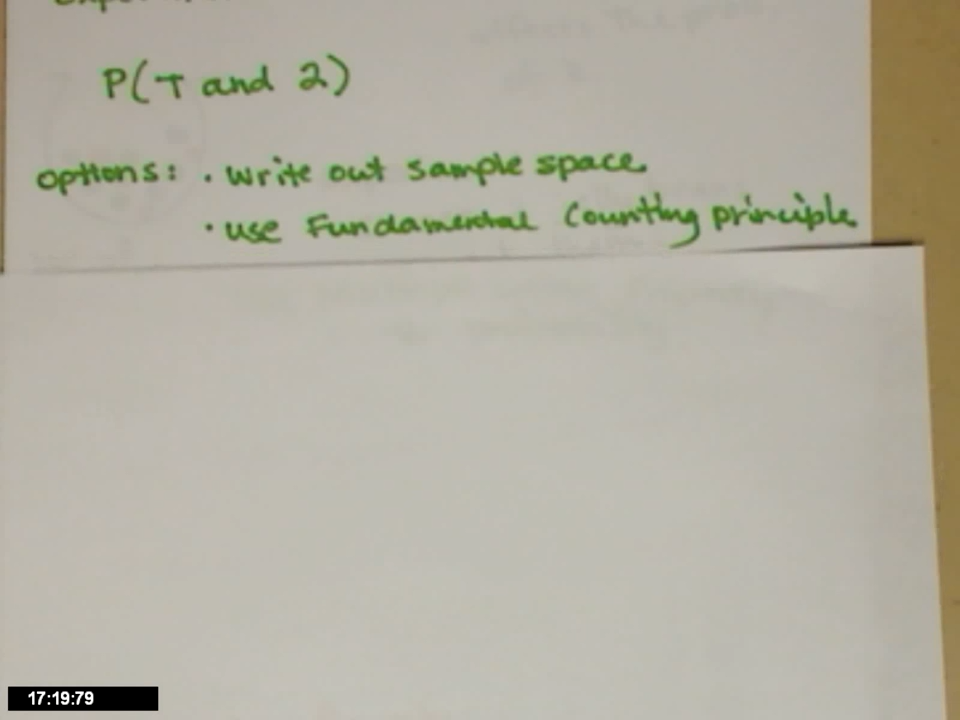 P(T and 2)
options: . write out sample space.
· use Fundamental Counting principle.
17:19:79